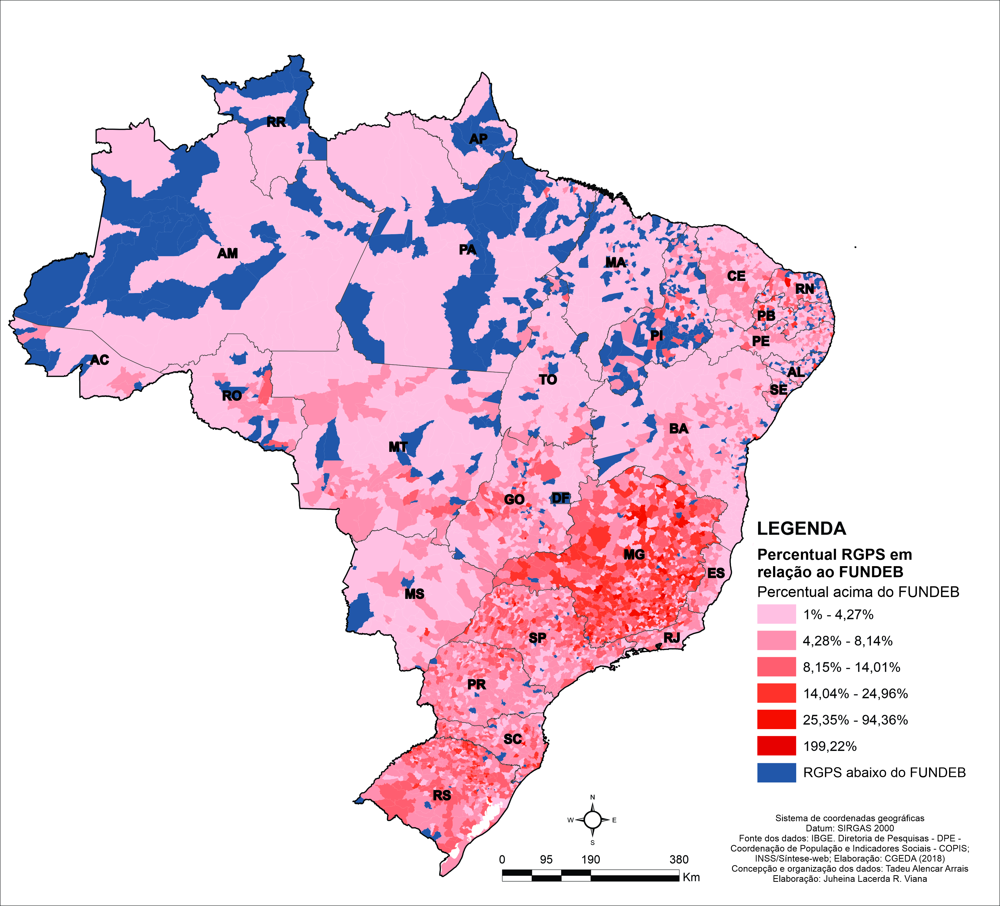 RR
AP
AM
PA
MA
CE
RN
PB
PI
PE
AC
AL
TO
SE
RO
BA
MT
GO
DF
MG
ES
MS
SP
RJ
PR
SC
RS
LEGENDA
Percentual RGPS em
relação ao FUNDEB
Percentual acima do FUNDEB
1% - 4,27%
4,28% - 8,14%
8,15% - 14,01%
14,04% - 24,96%
25,35% - 94,36%
199,22%
RGPS abaixo do FUNDEB
N
W E
S
0 95 190 380
Km
Sistema de coordenadas geográficas
Datum: SIRGAS 2000
Fonte dos dados: IBGE. Diretoria de Pesquisas - DPE -
Coordenação de População e Indicadores Sociais - COPIS;
INSS/Síntese-web; Elaboração: CGEDA (2018)
Concepção e organização dos dados: Tadeu Alencar Arrais
Elaboração: Juheina Lacerda R. Viana